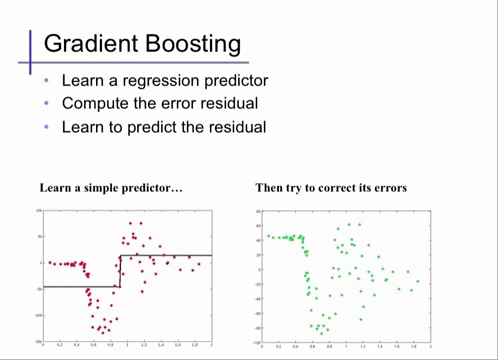 Gradient Boosting
• Learn a regression predictor
• Compute the error residual
• Learn to predict the residual
Learn a simple predictor…
Then try to correct its errors